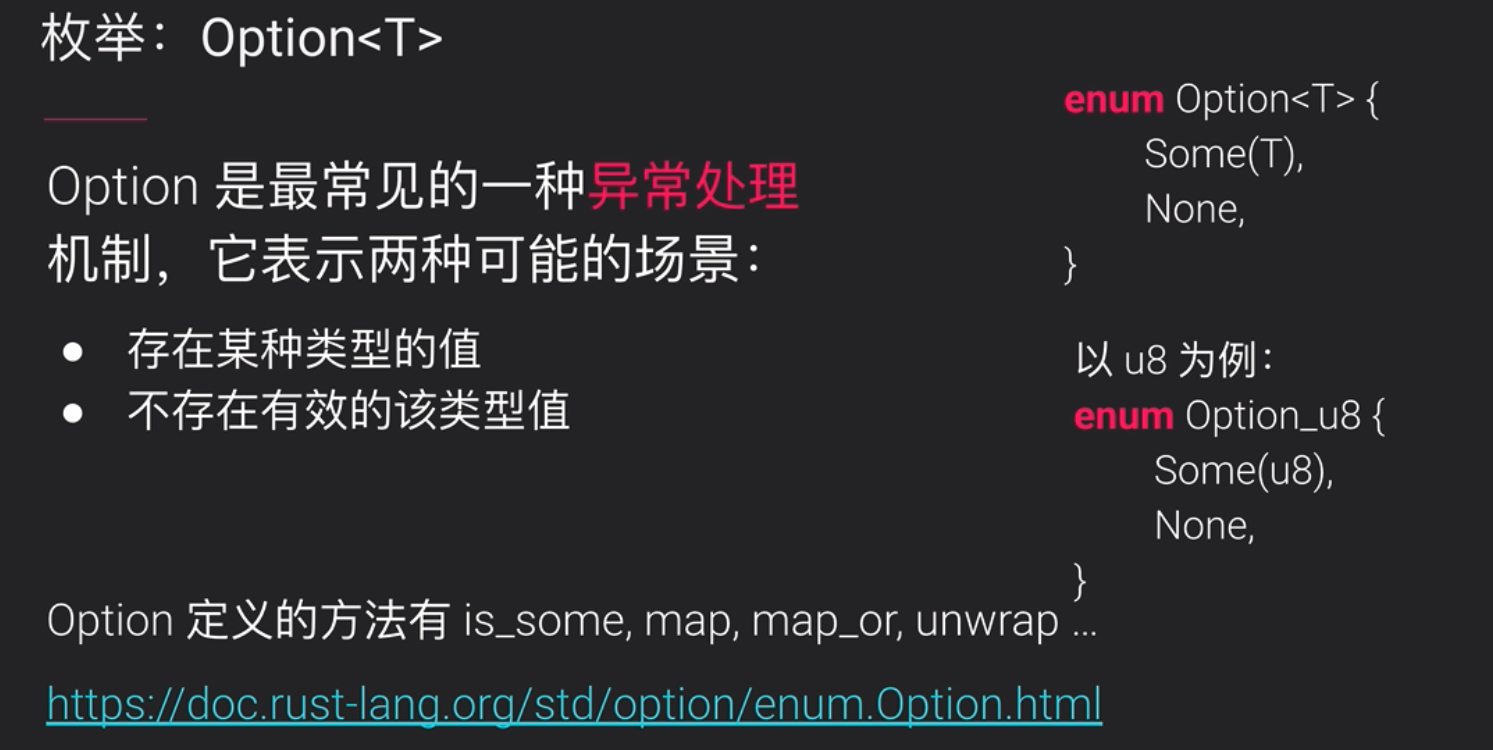 枚举：Option<T>
Option 是最常见的一种异常处理
机制，它表示两种可能的场景：
● 存在某种类型的值
● 不存在有效的该类型值
enum Option<T> {
Some(T),
None,
}
以 u8 为例：
enum Option_u8 {
Some(u8),
None,
}
Option 定义的方法有 is_some, map, map_or, unwrap ...
https://doc.rust-lang.org/std/option/enum.Option.html